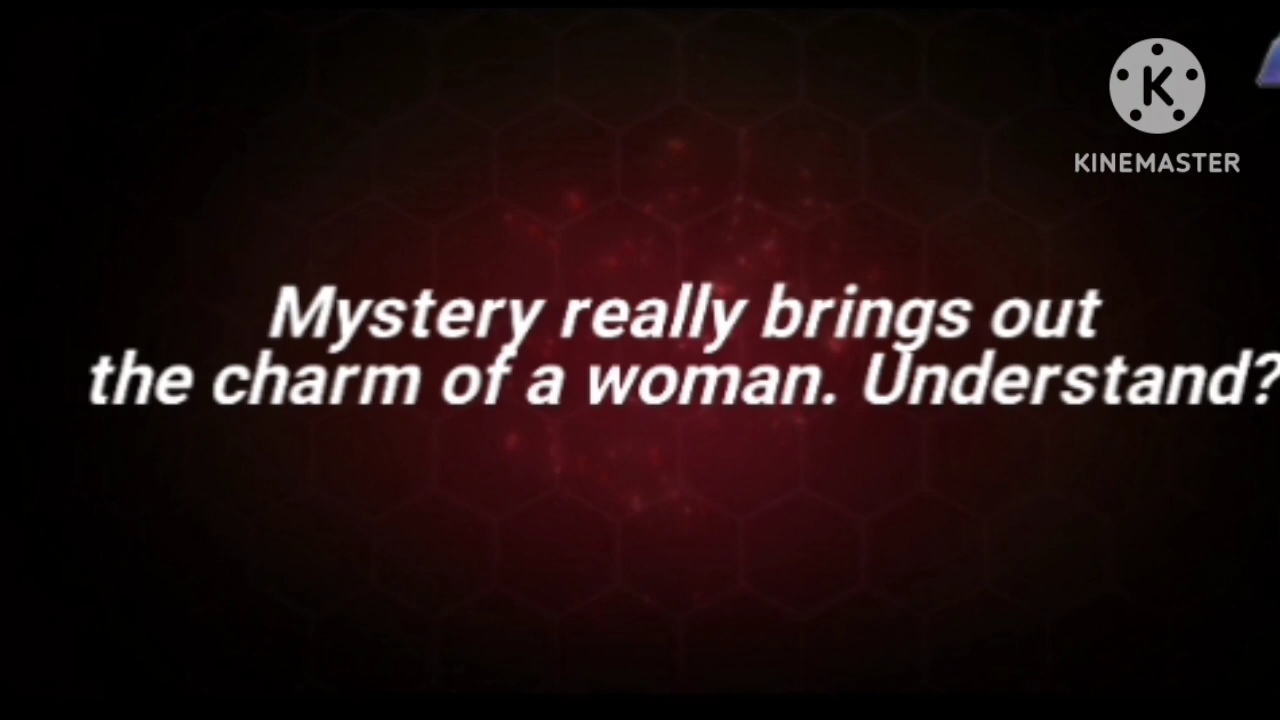 KINEMASTER
Mystery really brings out
the charm of a woman. Understand?